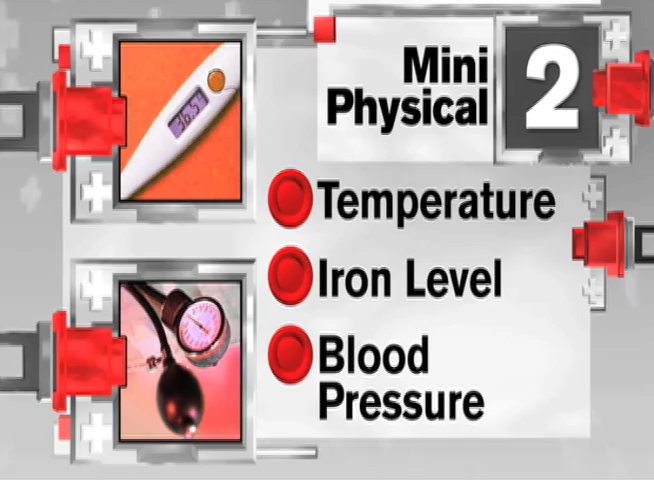 Mini
Physical
2
Temperature
Iron Level
Blood
Pressure